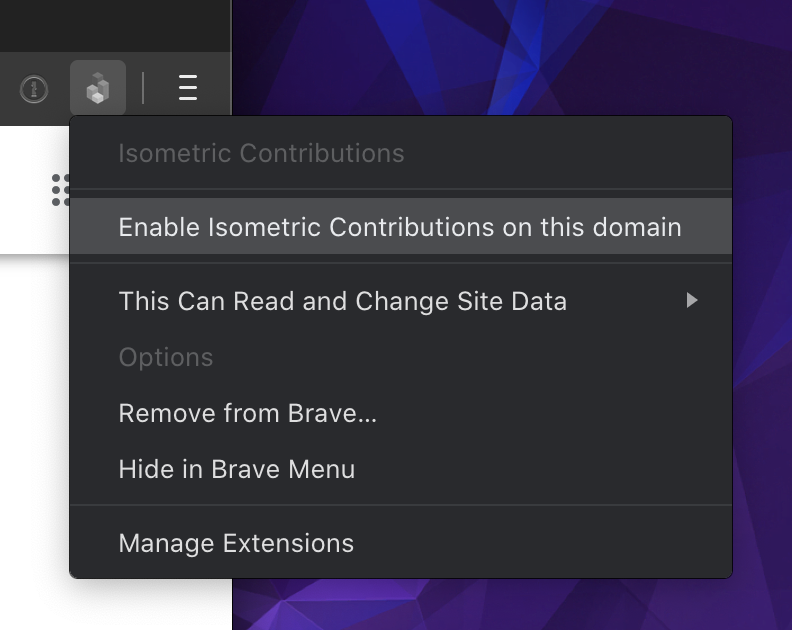 Isometric Contributions
Enable Isometric Contributions on this domain
This Can Read and Change Site Data
Options
Remove from Brave...
Hide in Brave Menu
Manage Extensions